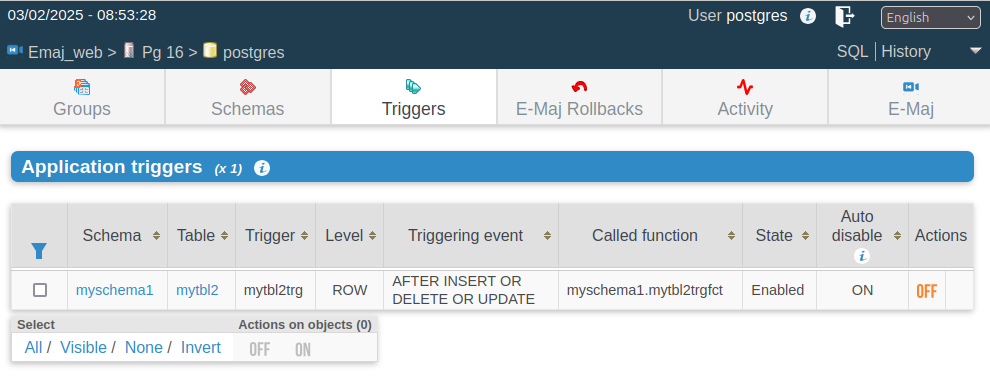 03/02/2025 - 08:53:28
User postgres
English
Emaj_web > Pg 16 > postgres
SQL | History
Groups
Schemas
Triggers
E-Maj Rollbacks
Activity
E-Maj
Application triggers (x 1)
Schema
Table
Trigger
Level
Triggering event
Called function
State
Auto
disable
Actions
myschema1
mytbl2
mytbl2trg
ROW
AFTER INSERT OR
DELETE OR UPDATE
myschema1.mytbl2trgfct
Enabled
ON
OFF
Select
Actions on objects (0)
All / Visible / None / Invert
OFF ON